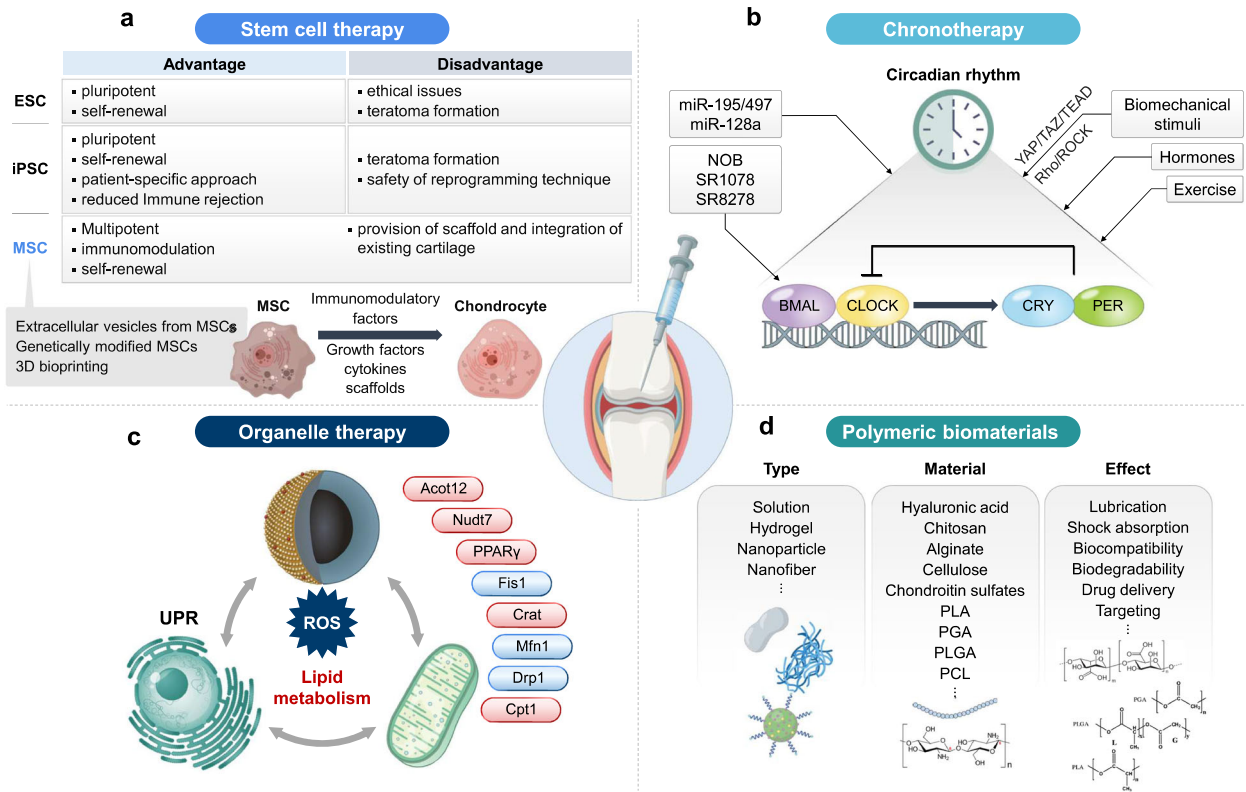 a
Stem cell therapy
Advantage
Disadvantage
ESC
▪ pluripotent
▪ self-renewal
▪ ethical issues
▪ teratoma formation
iPSC
▪ pluripotent
▪ self-renewal
▪ patient-specific approach
▪ reduced Immune rejection
▪ teratoma formation
▪ safety of reprogramming technique
MSC
▪ Multipotent
▪ immunomodulation
▪ self-renewal
▪ provision of scaffold and integration of
existing cartilage
Extracellular vesicles from MSCs
Genetically modified MSCs
3D bioprinting
MSC
Immunomodulatory
factors
Growth factors
cytokines
scaffolds
Chondrocyte
b
Chronotherapy
Circadian rhythm
miR-195/497
miR-128a
NOB
SR1078
SR8278
YAP/TAZ/TEAD
Rho/ROCK
Biomechanical
stimuli
Hormones
Exercise
BMAL
CLOCK
CRY
PER
c
Organelle therapy
Acot12
Nudt7
PPARγ
Fis1
Crat
Mfn1
Drp1
Cpt1
UPR
ROS
Lipid
metabolism
d
Polymeric biomaterials
Type
Solution
Hydrogel
Nanoparticle
Nanofiber
⋮
Material
Hyaluronic acid
Chitosan
Alginate
Cellulose
Chondroitin sulfates
PLA
PGA
PLGA
PCL
⋮
Effect
Lubrication
Shock absorption
Biocompatibility
Biodegradability
Drug delivery
Targeting
⋮
PGA
PLGA
L
G
PLA